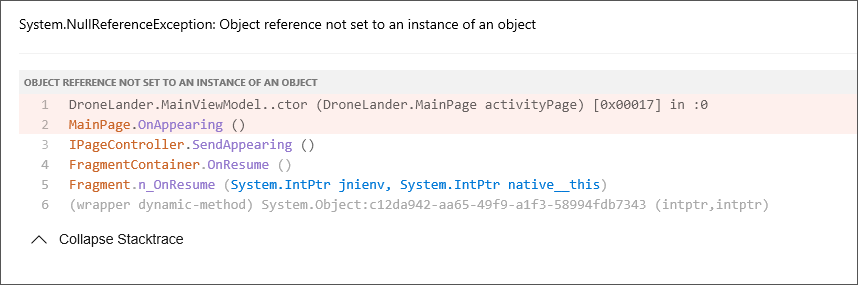 System.NullReferenceException: Object reference not set to an instance of an object
OBJECT REFERENCE NOT SET TO AN INSTANCE OF AN OBJECT
1 DroneLander.MainViewModel..ctor (DroneLander.MainPage activityPage) [0x00017] in :0
2 MainPage.OnAppearing ()
3 IPageController.SendAppearing ()
4 FragmentContainer.OnResume ()
5 Fragment.n_OnResume (System.IntPtr jnienv, System.IntPtr native__this)
6 (wrapper dynamic-method) System.Object:c12da942-aa65-49f9-a1f3-58994fdb7343 (intptr,intptr)
Collapse Stacktrace